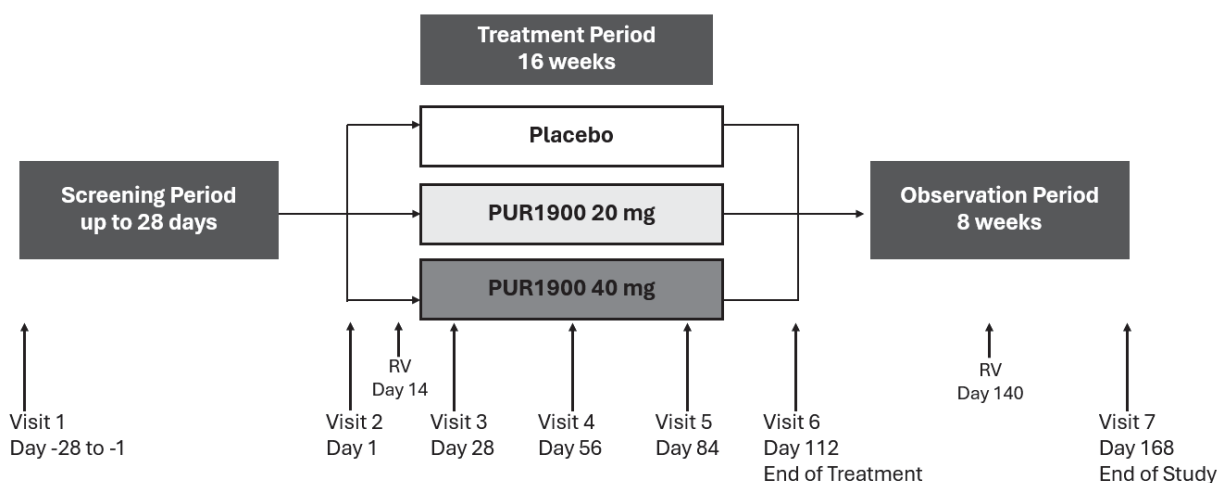 Treatment Period
16 weeks
Placebo
Screening Period
up to 28 days
PUR1900 20 mg
Observation Period
8 weeks
PUR1900 40 mg
RV
Day 14
RV
Day 140
Visit 1
Day -28 to -1
Visit 2
Day 1
Visit 3
Day 28
Visit 4
Day 56
Visit 5
Day 84
Visit 6
Day 112
End of Treatment
Visit 7
Day 168
End of Study